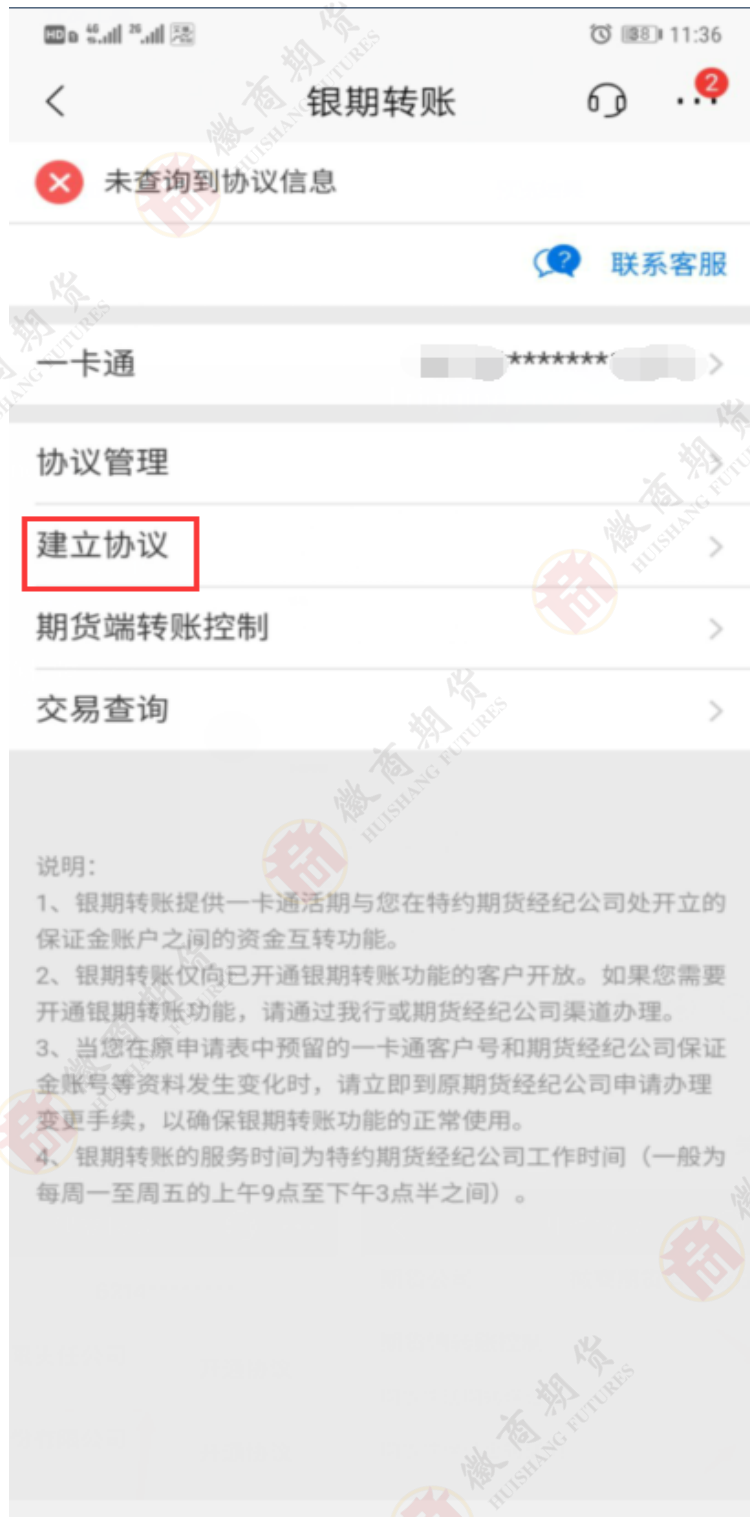 HD 4G 2G 11:36
银期转账
2
未查询到协议信息
联系客服
一卡通 *******
协议管理
建立协议
期货端转账控制
交易查询
说明：
1、银期转账提供一卡通活期与您在特约期货经纪公司处开立的
保证金账户之间的资金互转功能。
2、银期转账仅向已开通银期转账功能的客户开放。如果您需要
开通银期转账功能，请通过我行或期货经纪公司渠道办理。
3、当您在原申请表中预留的一卡通客户号和期货经纪公司保证
金账号等资料发生变化时，请立即到原期货经纪公司申请办理
变更手续，以确保银期转账功能的正常使用。
4、银期转账的服务时间为特约期货经纪公司工作时间（一般为
每周一至周五的上午9点至下午3点半之间）。
徽商期货
HUISHANG FUTURES